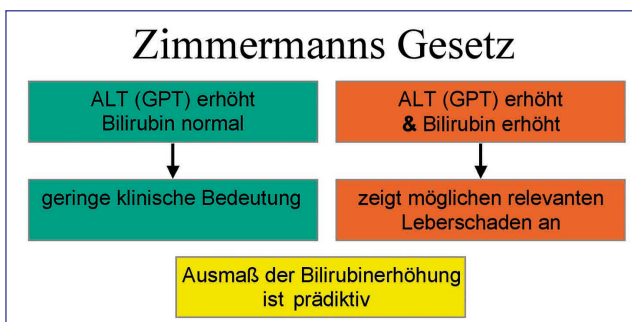 Zimmermanns Gesetz
ALT (GPT) erhöht
Bilirubin normal
ALT (GPT) erhöht
& Bilirubin erhöht
geringe klinische Bedeutung
zeigt möglichen relevanten
Leberschaden an
Ausmaß der Bilirubinerhöhung
ist prädiktiv